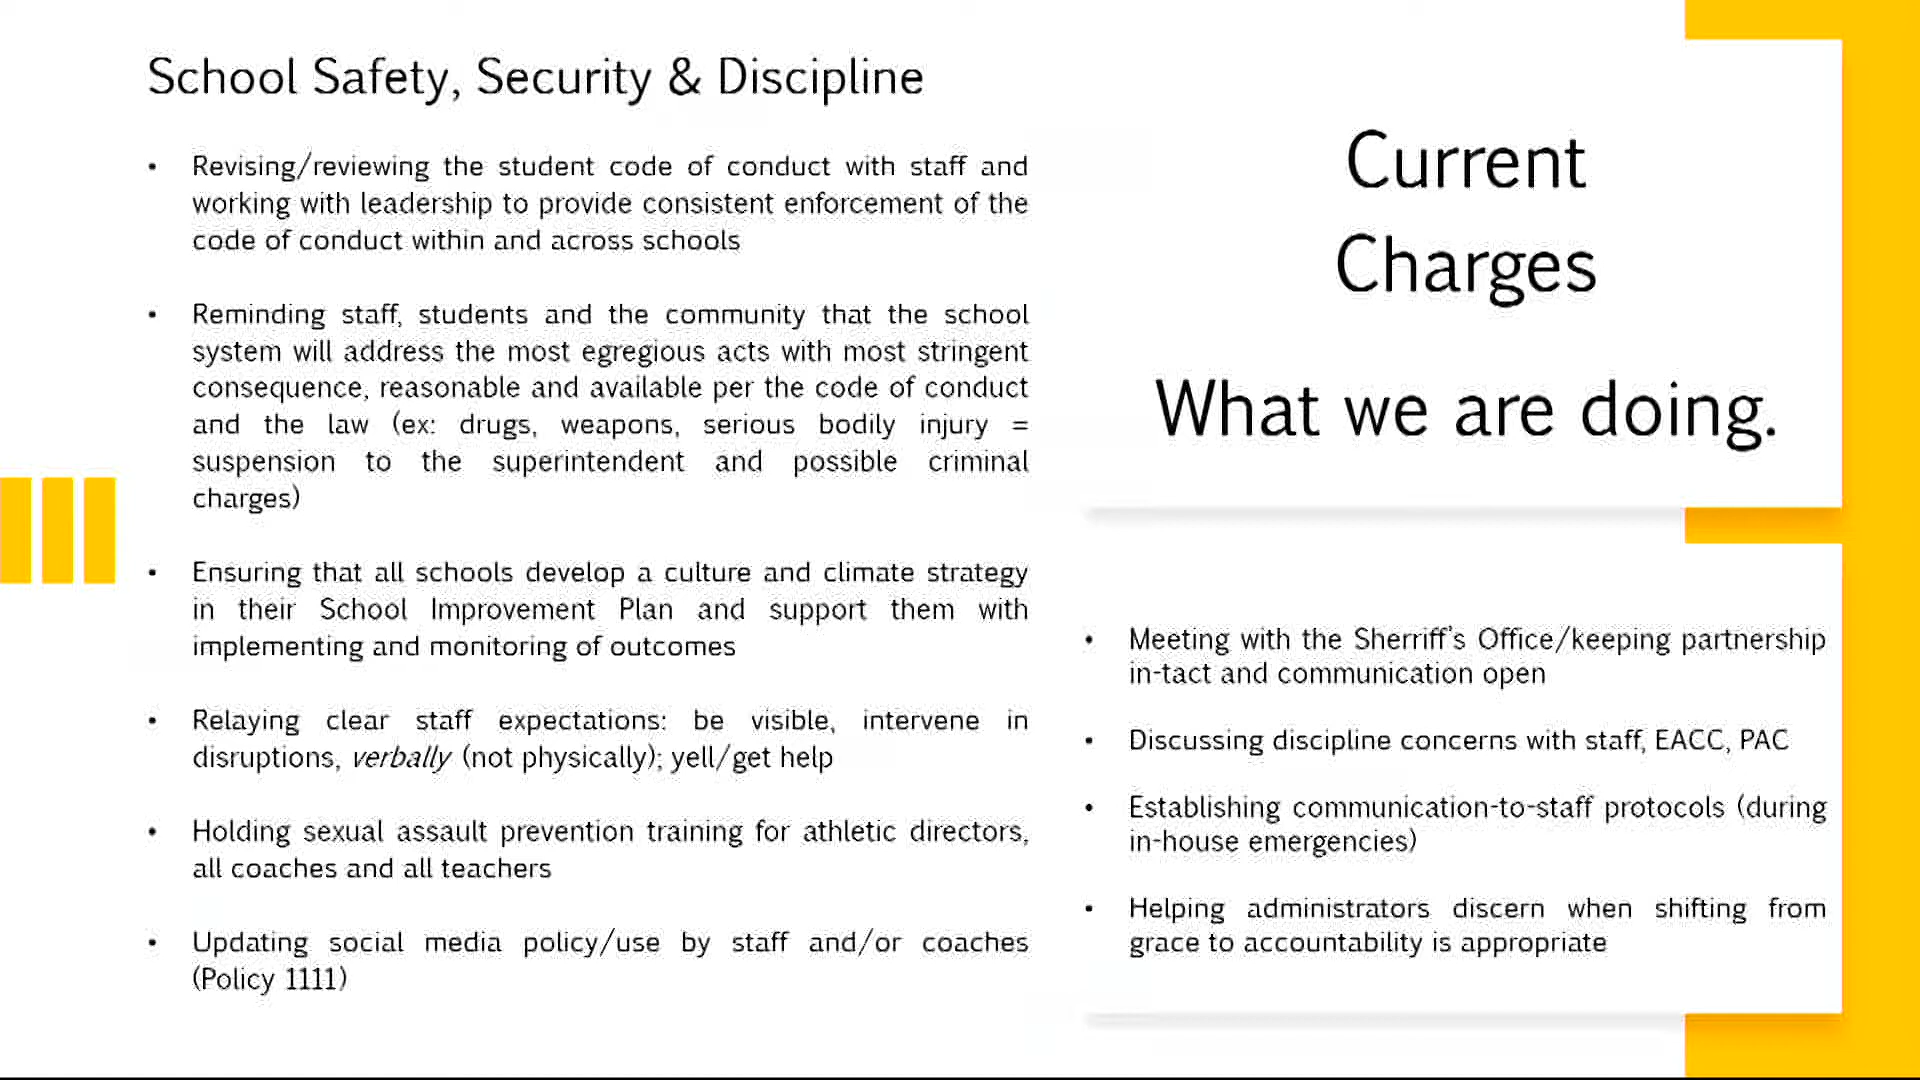 School Safety, Security & Discipline
• Revising/reviewing the student code of conduct with staff and
working with leadership to provide consistent enforcement of the
code of conduct within and across schools
• Reminding staff, students and the community that the school
system will address the most egregious acts with most stringent
consequence, reasonable and available per the code of conduct
and the law (ex: drugs, weapons, serious bodily injury =
suspension to the superintendent and possible criminal
charges)
• Ensuring that all schools develop a culture and climate strategy
in their School Improvement Plan and support them with
implementing and monitoring of outcomes
• Relaying clear staff expectations: be visible, intervene in
disruptions, verbally (not physically); yell/get help
• Holding sexual assault prevention training for athletic directors,
all coaches and all teachers
• Updating social media policy/use by staff and/or coaches
(Policy 1111)
Current
Charges
What we are doing.
• Meeting with the Sherriff's Office/keeping partnership
in-tact and communication open
• Discussing discipline concerns with staff, EACC, PAC
• Establishing communication-to-staff protocols (during
in-house emergencies)
• Helping administrators discern when shifting from
grace to accountability is appropriate